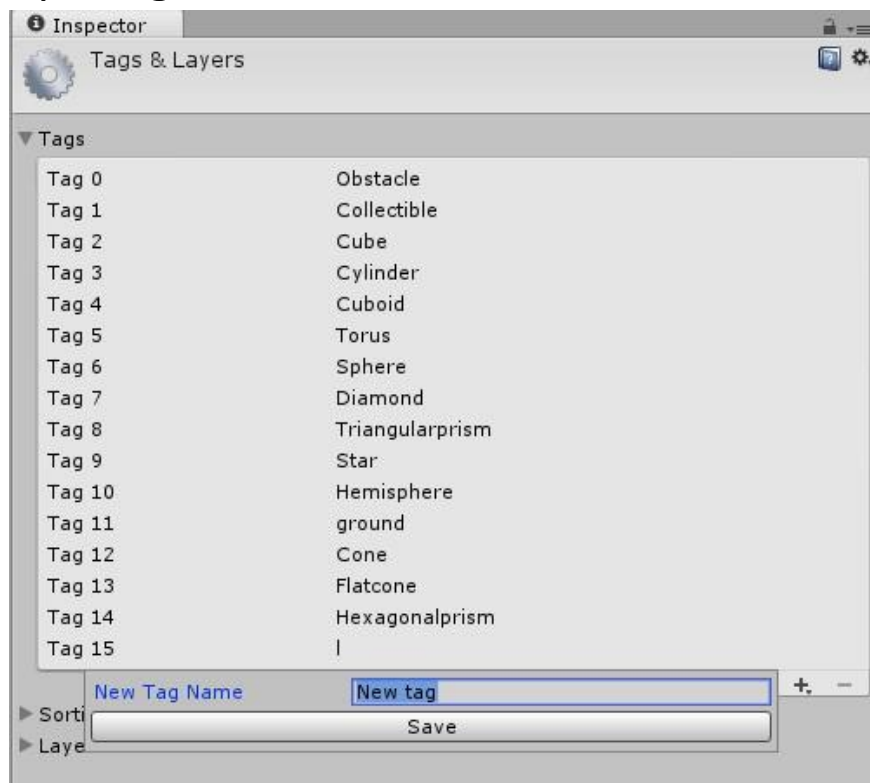 Inspector
Tags & Layers
Tags
Tag 0 Obstacle
Tag 1 Collectible
Tag 2 Cube
Tag 3 Cylinder
Tag 4 Cuboid
Tag 5 Torus
Tag 6 Sphere
Tag 7 Diamond
Tag 8 Triangularprism
Tag 9 Star
Tag 10 Hemisphere
Tag 11 ground
Tag 12 Cone
Tag 13 Flatcone
Tag 14 Hexagonalprism
Tag 15 l
New Tag Name New tag
Sorti
Save
Laye